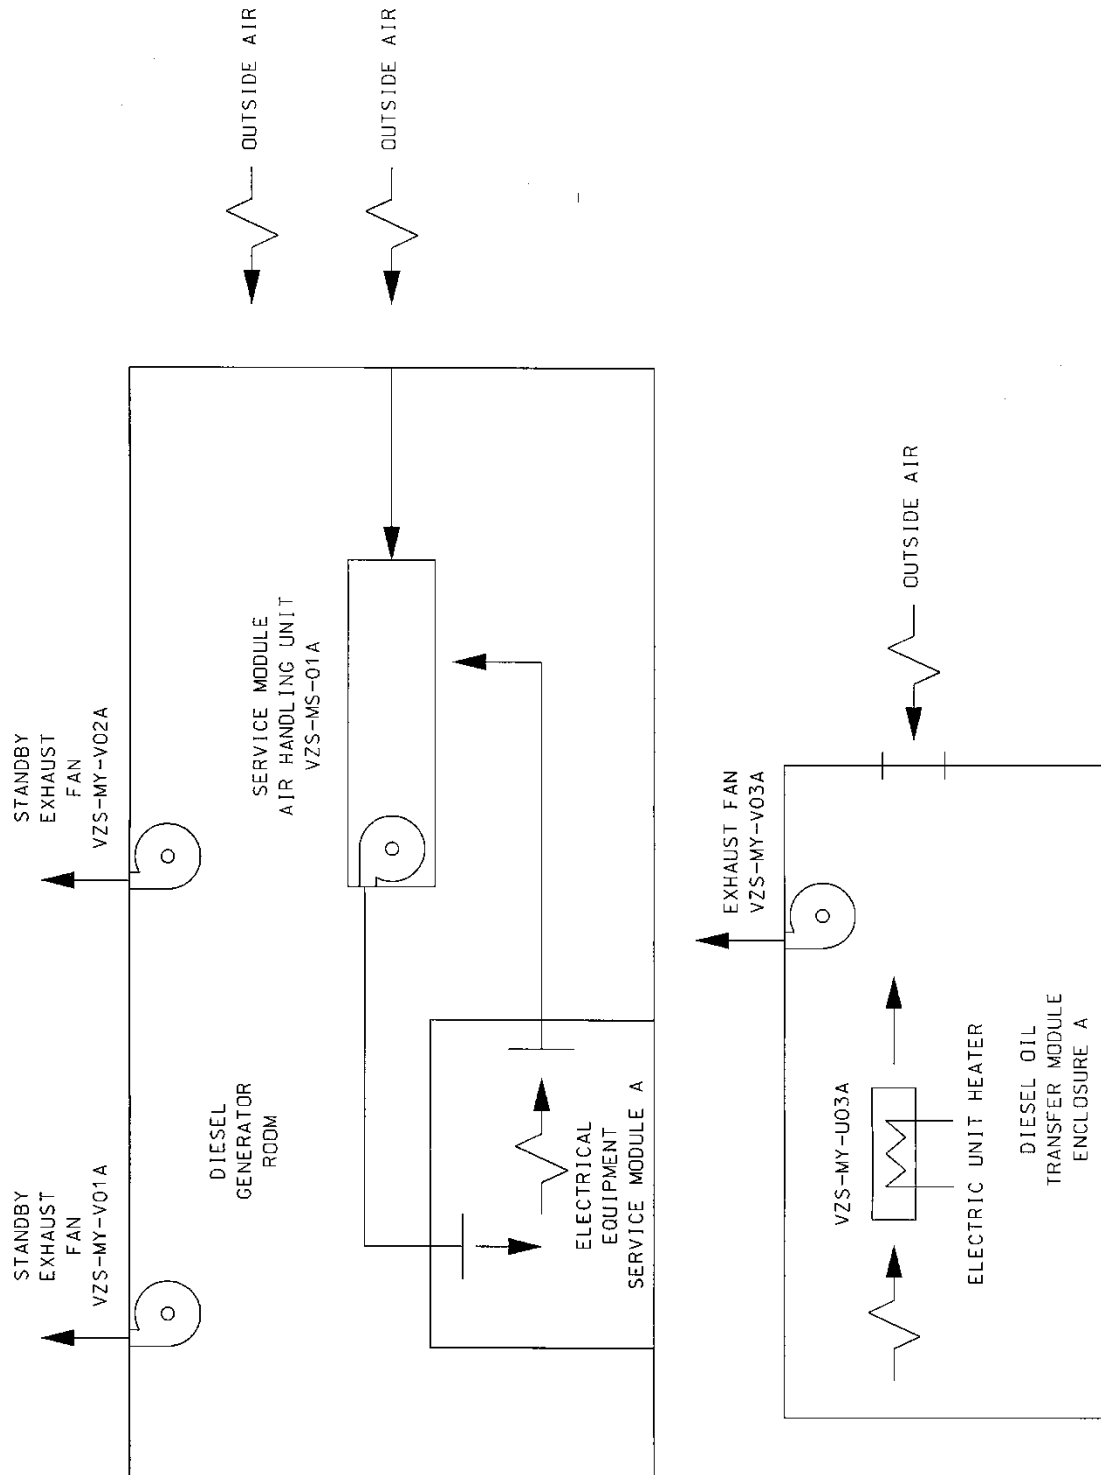 STANDBY
EXHAUST
FAN
VZS-MY-V01A
STANDBY
EXHAUST
FAN
VZS-MY-V02A
OUTSIDE AIR
OUTSIDE AIR
DIESEL
GENERATOR
ROOM
SERVICE MODULE
AIR HANDLING UNIT
VZS-MS-01A
ELECTRICAL
EQUIPMENT
SERVICE MODULE A
EXHAUST FAN
VZS-MY-V03A
OUTSIDE AIR
VZS-MY-U03A
ELECTRIC UNIT HEATER
DIESEL OIL
TRANSFER MODULE
ENCLOSURE A